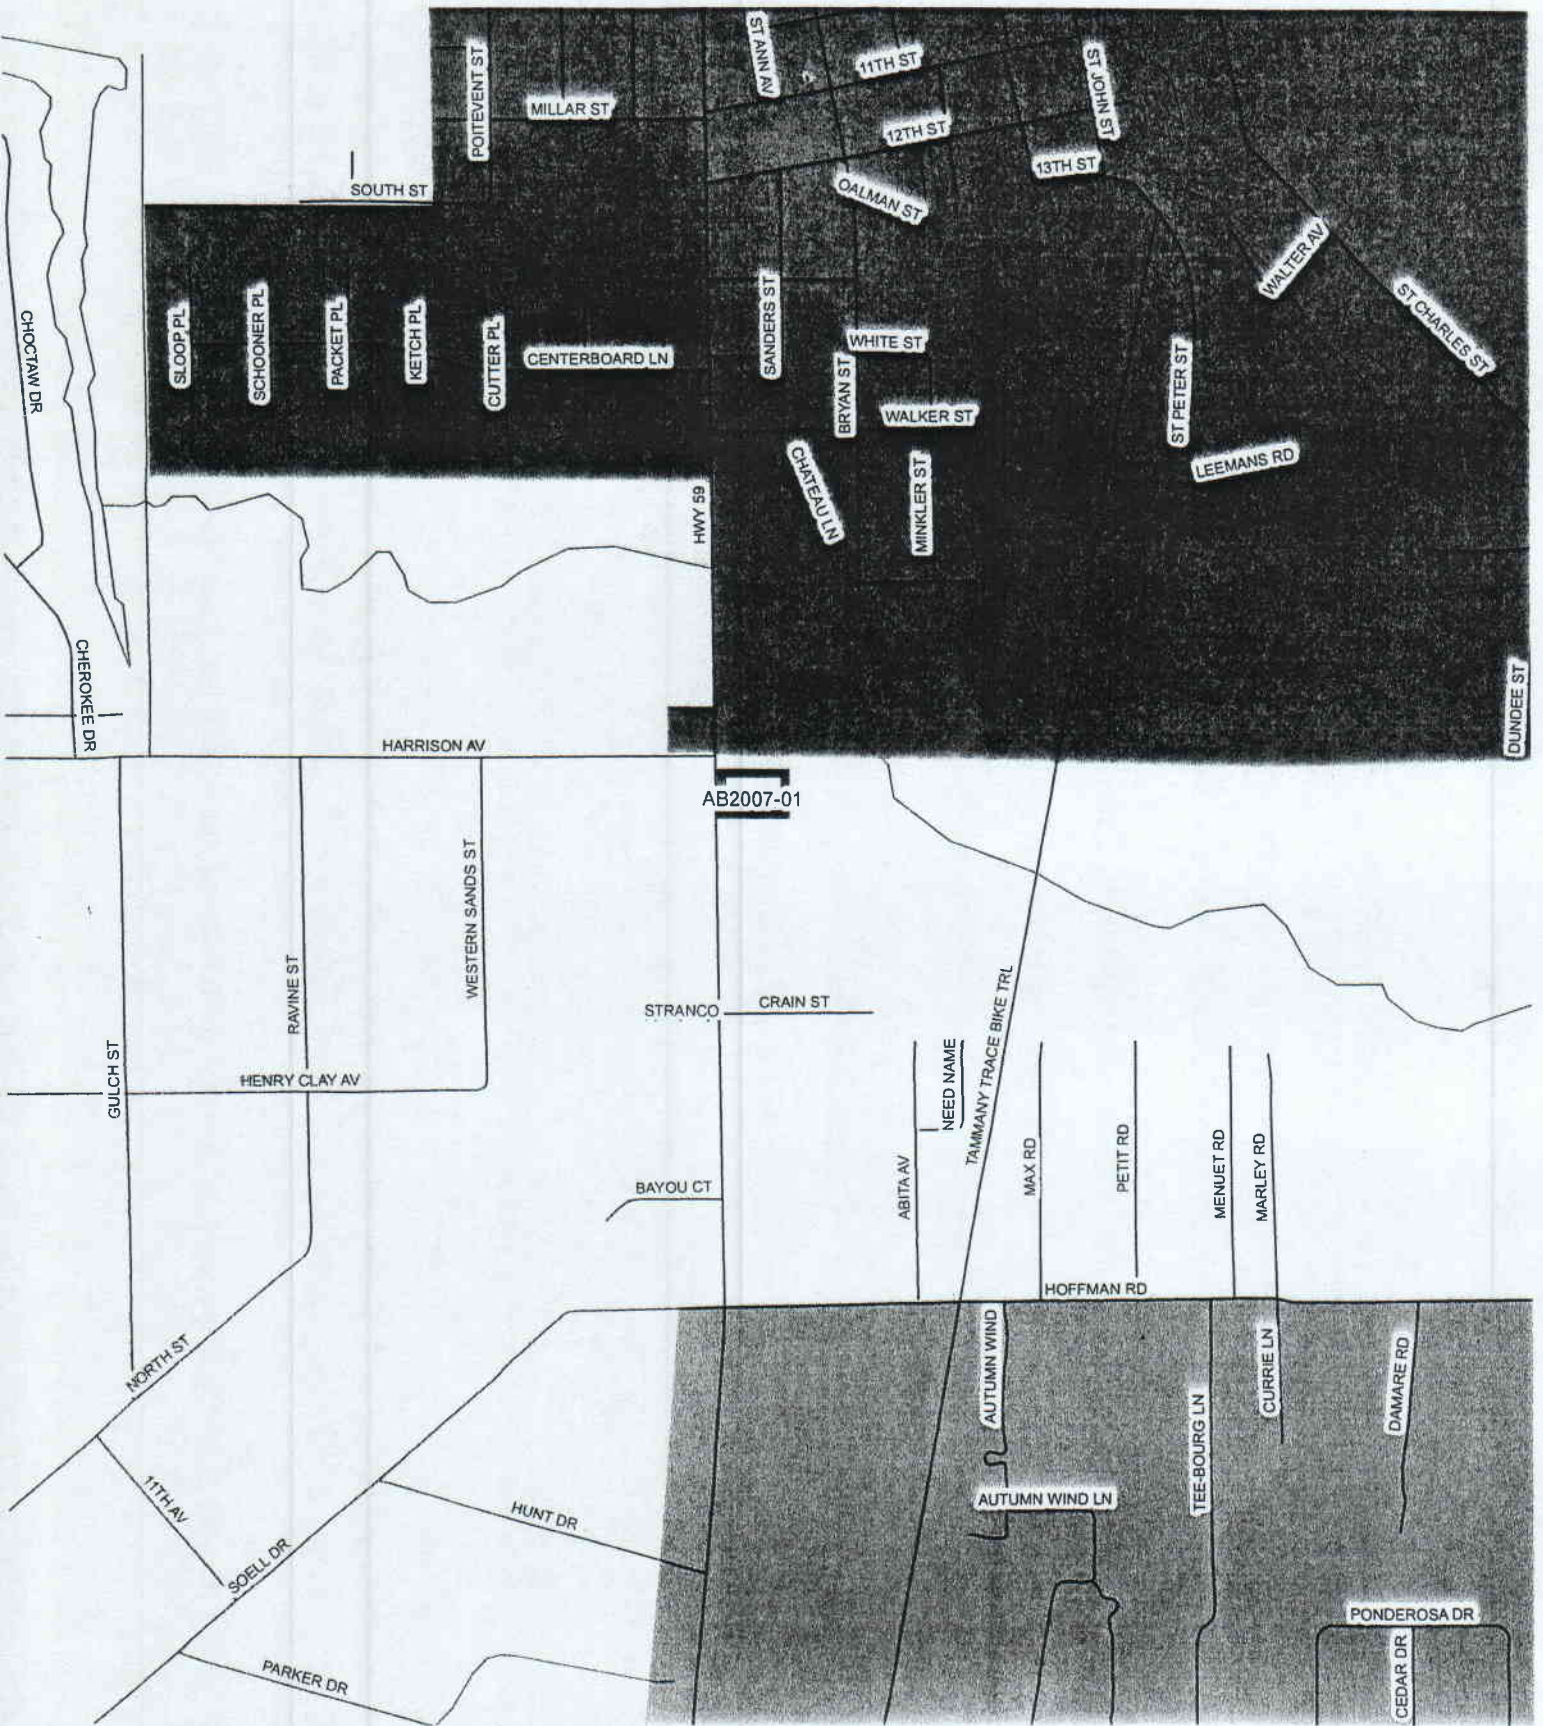 POITEVENT ST
MILLAR ST
ST ANN AV
11TH ST
12TH ST
ST JOHN ST
13TH ST
SOUTH ST
OALMAN ST
WALTER AV
ST CHARLES ST
CHOCTAW DR
SLOOP PL
SCHOONER PL
PACKET PL
KETCH PL
CUTTER PL
CENTERBOARD LN
SANDERS ST
WHITE ST
BRYAN ST
WALKER ST
ST PETER ST
LEEMANS RD
CHATEAU LN
MINKLER ST
HWY 59
CHEROKEE DR
DUNDEE ST
HARRISON AV
AB2007-01
WESTERN SANDS ST
RAVINE ST
STRANCO
CRAIN ST
TAMMANY TRACE BIKE TRL
GULCH ST
HENRY CLAY AV
NEED NAME
ABITA AV
MAX RD
PETIT RD
MENUET RD
MARLEY RD
BAYOU CT
HOFFMAN RD
NORTH ST
AUTUMN WIND
CURRIE LN
DAMARE RD
TEE-BOURG LN
11TH AV
HUNT DR
AUTUMN WIND LN
SOELL DR
PONDEROSA DR
CEDAR DR
PARKER DR